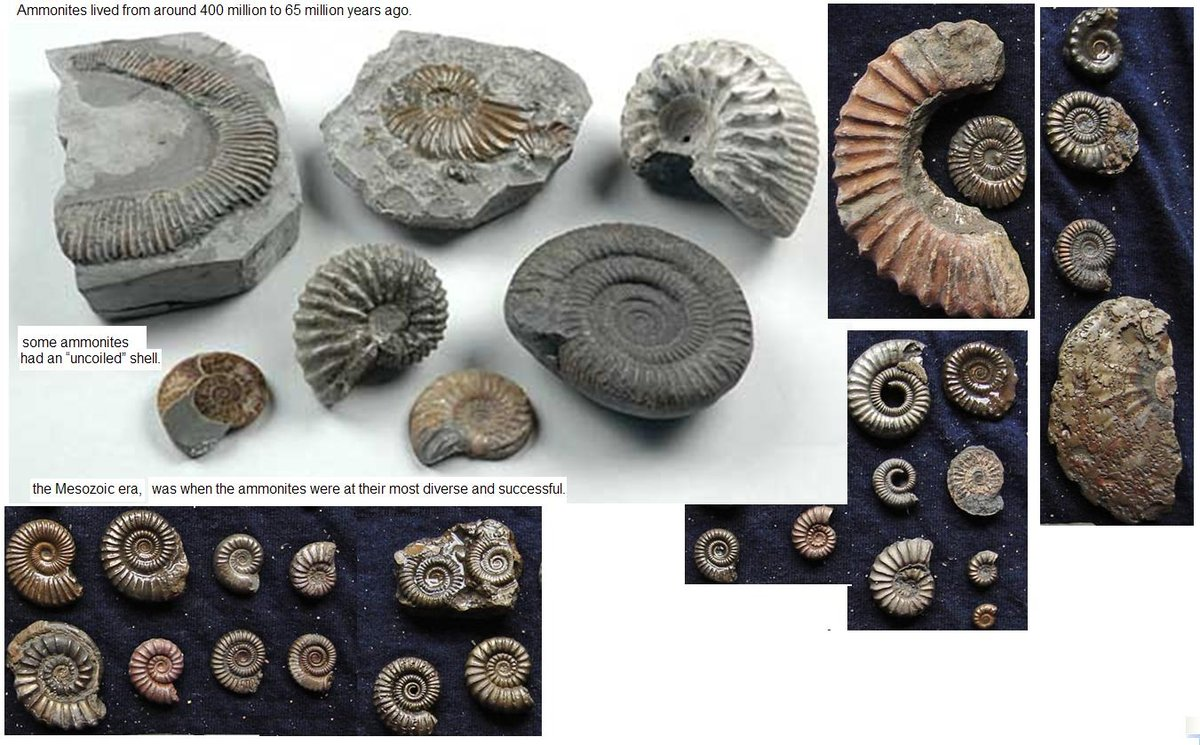 Ammonites lived from around 400 million to 65 million years ago.
some ammonites
had an “uncoiled” shell.
the Mesozoic era, was when the ammonites were at their most diverse and successful.